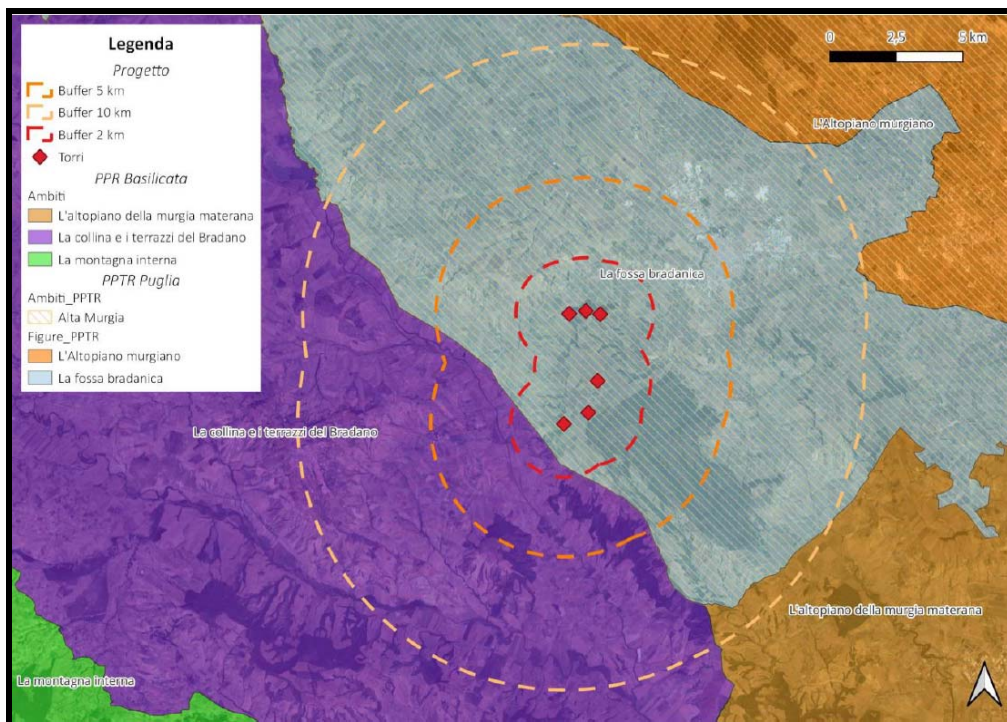 Legenda
Progetto
Buffer 5 km
Buffer 10 km
Buffer 2 km
Torri
PPR Basilicata
Ambiti
L'altopiano della murgia materana
La collina e i terrazzi del Bradano
La montagna interna
PPTR Puglia
Ambiti_PPTR
Alta Murgia
Figure_PPTR
L'Altopiano murgiano
La fossa bradanica
0 2,5 5 km
L'Altopiano murgiano
La fossa bradanica
La collina e i terrazzi del Bradano
L'altopiano della murgia materana
La montagna interna